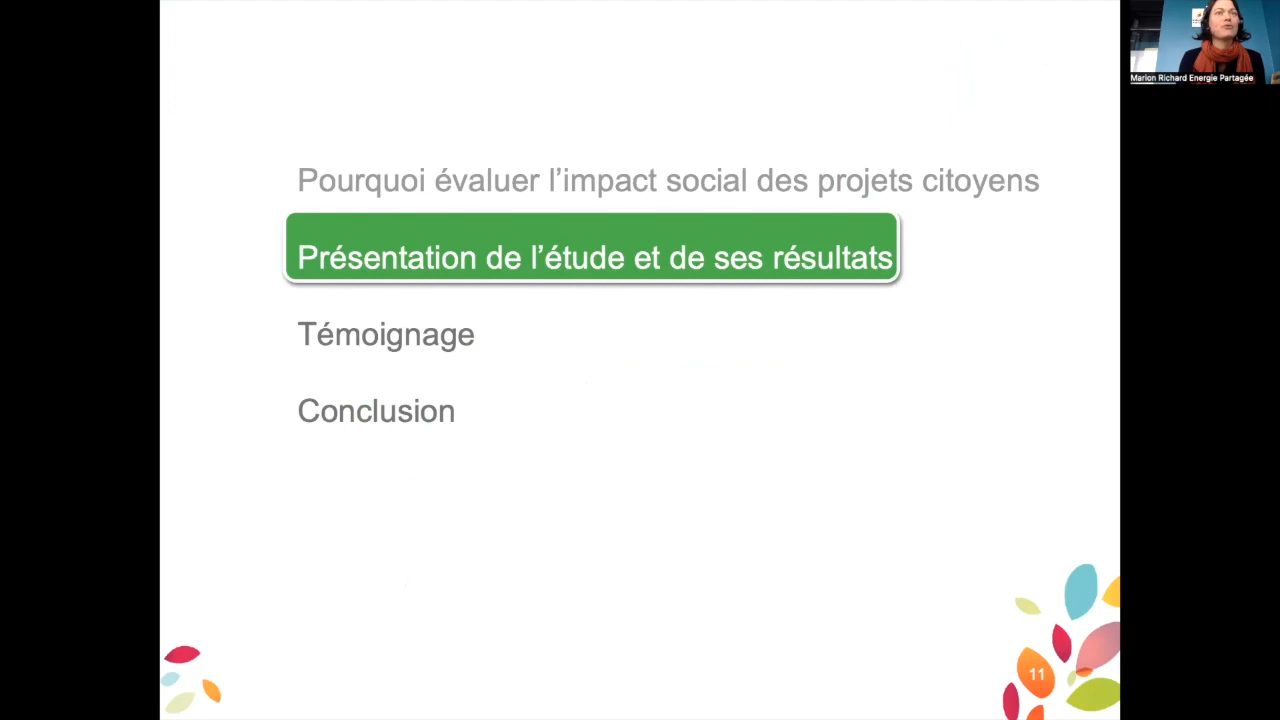 Marion Richard Energie Partagée
Pourquoi évaluer l’impact social des projets citoyens
Présentation de l’étude et de ses résultats
Témoignage
Conclusion
11